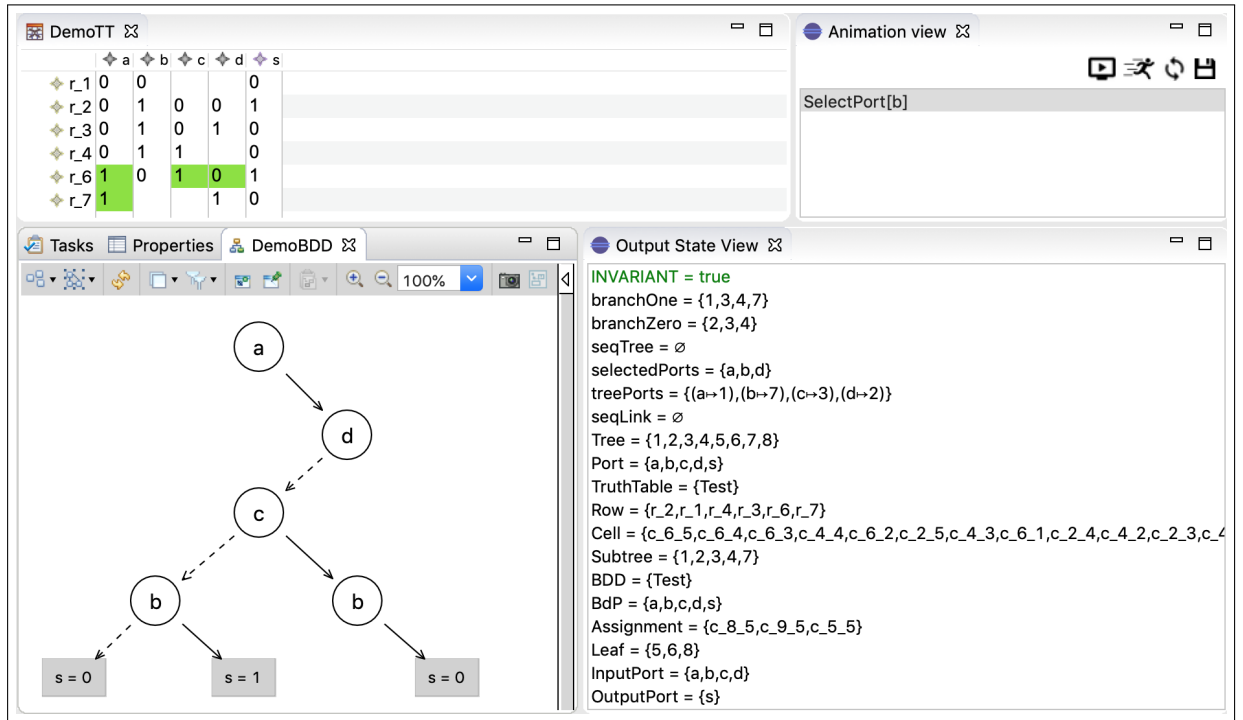 DemoTT
a b c d s
r_1 0 0 0
r_2 0 1 0 0 1
r_3 0 1 0 1 0
r_4 0 1 1 0
r_6 1 0 1 0 1
r_7 1 1 0
Animation view
SelectPort[b]
Tasks Properties DemoBDD
100%
a
d
c
b b
s = 0 s = 1 s = 0
Output State View
INVARIANT = true
branchOne = {1,3,4,7}
branchZero = {2,3,4}
seqTree = ∅
selectedPorts = {a,b,d}
treePorts = {(a↦1),(b↦7),(c↦3),(d↦2)}
seqLink = ∅
Tree = {1,2,3,4,5,6,7,8}
Port = {a,b,c,d,s}
TruthTable = {Test}
Row = {r_2,r_1,r_4,r_3,r_6,r_7}
Cell = {c_6_5,c_6_4,c_6_3,c_4_4,c_6_2,c_2_5,c_4_3,c_6_1,c_2_4,c_4_2,c_2_3,c_4
Subtree = {1,2,3,4,7}
BDD = {Test}
BdP = {a,b,c,d,s}
Assignment = {c_8_5,c_9_5,c_5_5}
Leaf = {5,6,8}
InputPort = {a,b,c,d}
OutputPort = {s}